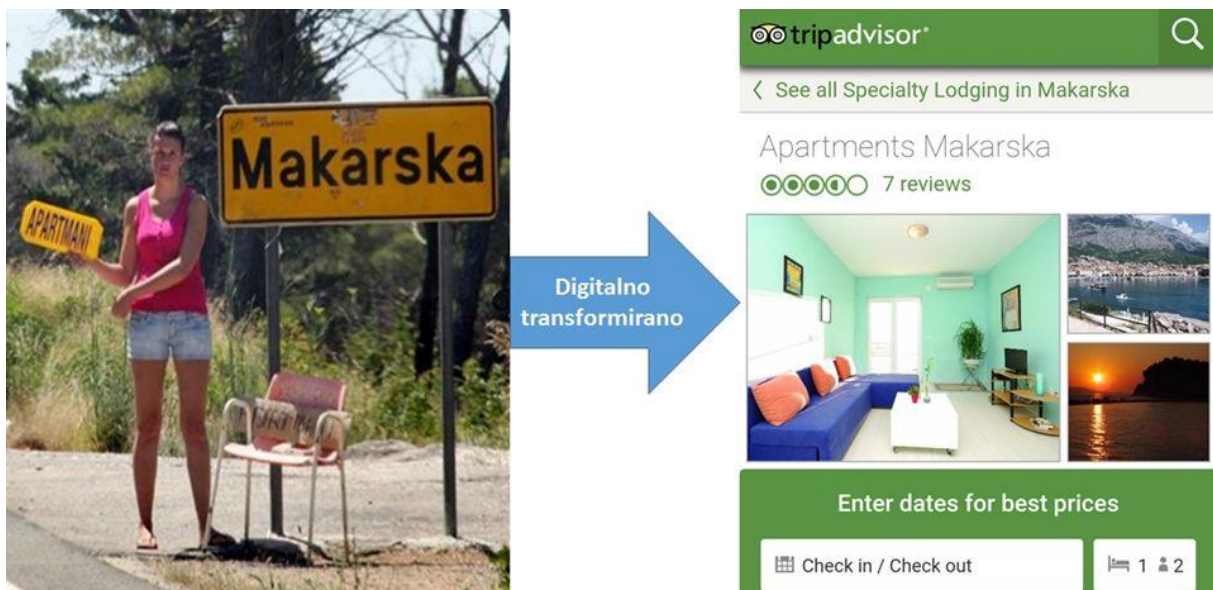 APARTMANI
Makarska
Digitalno
transformirano
tripadvisor®
See all Specialty Lodging in Makarska
Apartments Makarska
7 reviews
Enter dates for best prices
Check in / Check out
1 2